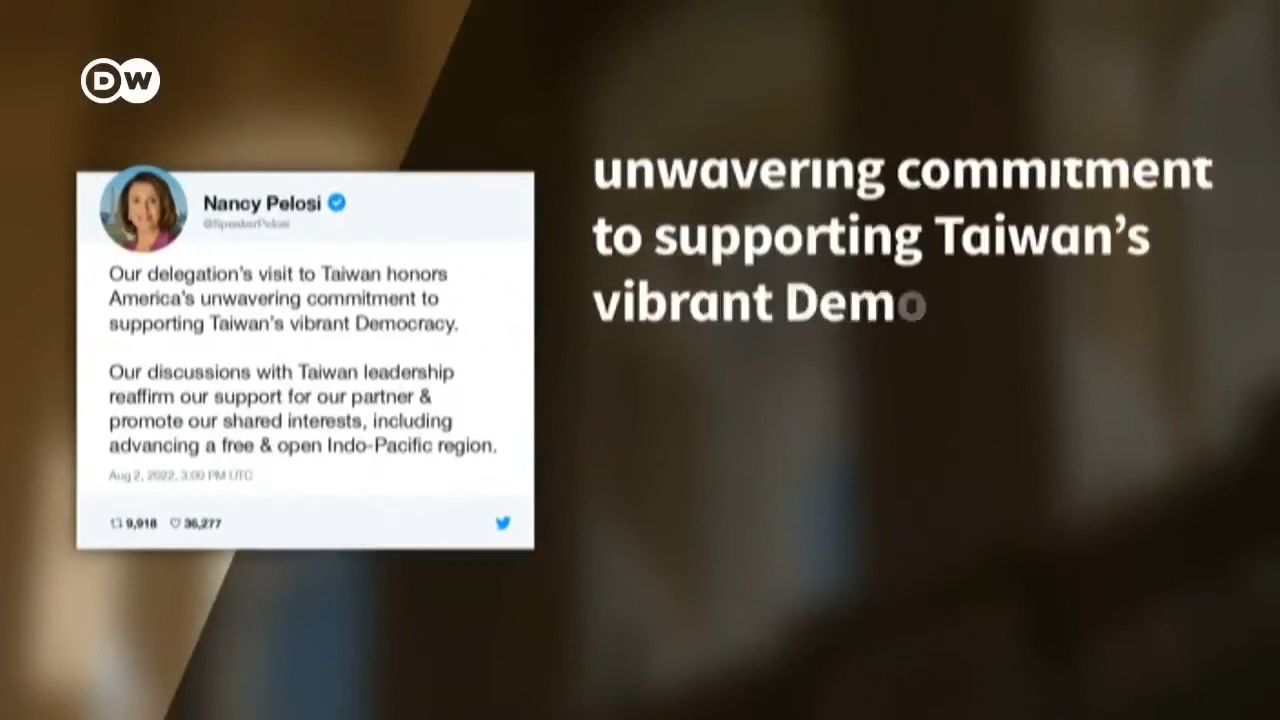 DW
Nancy Pelosi
@SpeakerPelosi
Our delegation's visit to Taiwan honors
America's unwavering commitment to
supporting Taiwan's vibrant Democracy.
Our discussions with Taiwan leadership
reaffirm our support for our partner &
promote our shared interests, including
advancing a free & open Indo-Pacific region.
Aug 2, 2022, 3:00 PM UTC
9,918 36,277
unwavering commitment
to supporting Taiwan's
vibrant Demo